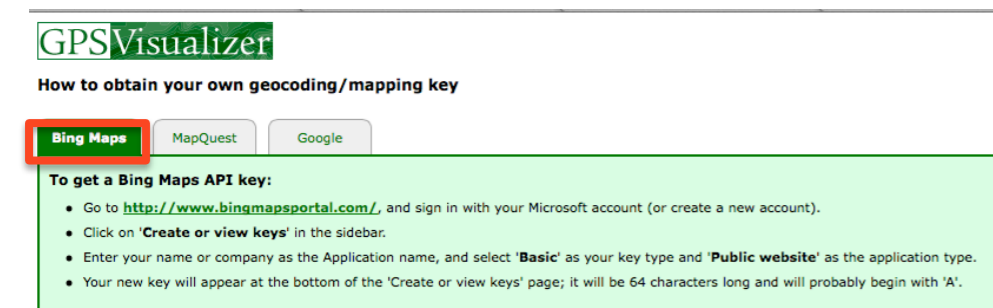 GPSVisualizer
How to obtain your own geocoding/mapping key
Bing Maps MapQuest Google
To get a Bing Maps API key:
• Go to http://www.bingmapsportal.com/, and sign in with your Microsoft account (or create a new account).
• Click on 'Create or view keys' in the sidebar.
• Enter your name or company as the Application name, and select 'Basic' as your key type and 'Public website' as the application type.
• Your new key will appear at the bottom of the 'Create or view keys' page; it will be 64 characters long and will probably begin with 'A'.